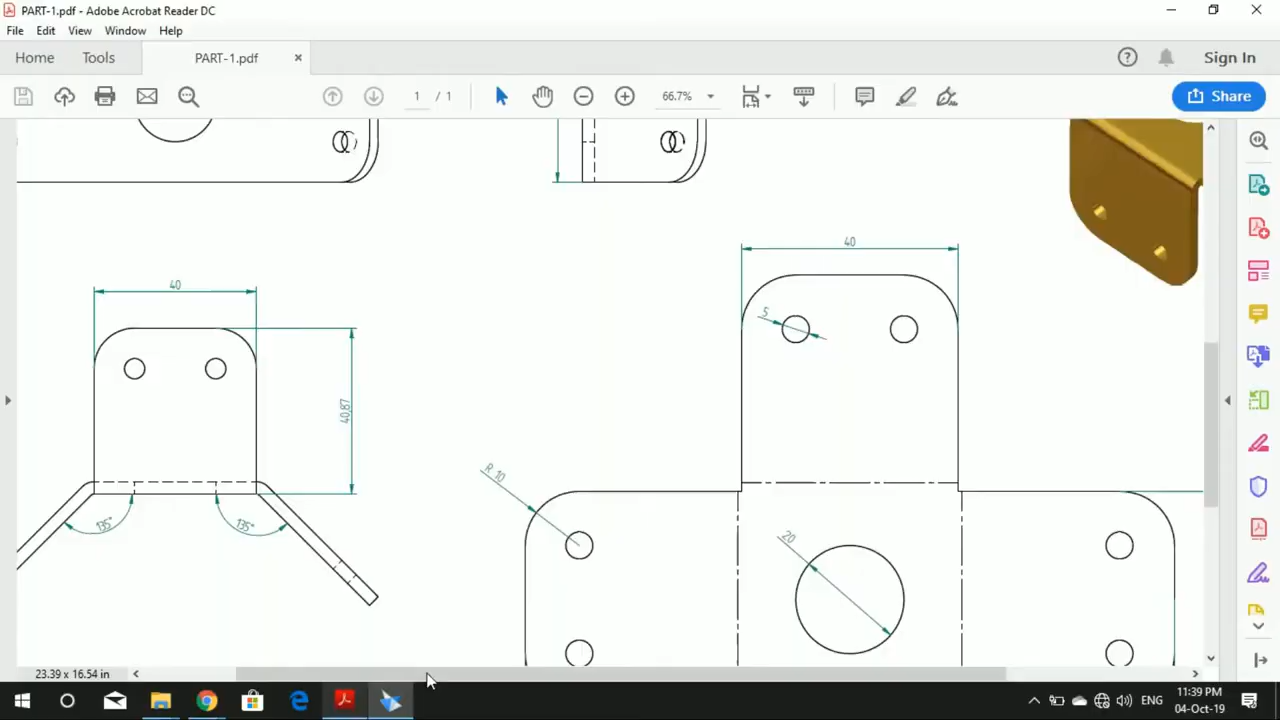 PART-1.pdf - Adobe Acrobat Reader DC
File Edit View Window Help
Home Tools PART-1.pdf × Sign In
1 / 1 66.7% Share
40
5
40
40,87
R 10
135°
135°
20
23.39 x 16.54 in
ENG
11:39 PM
04-Oct-19